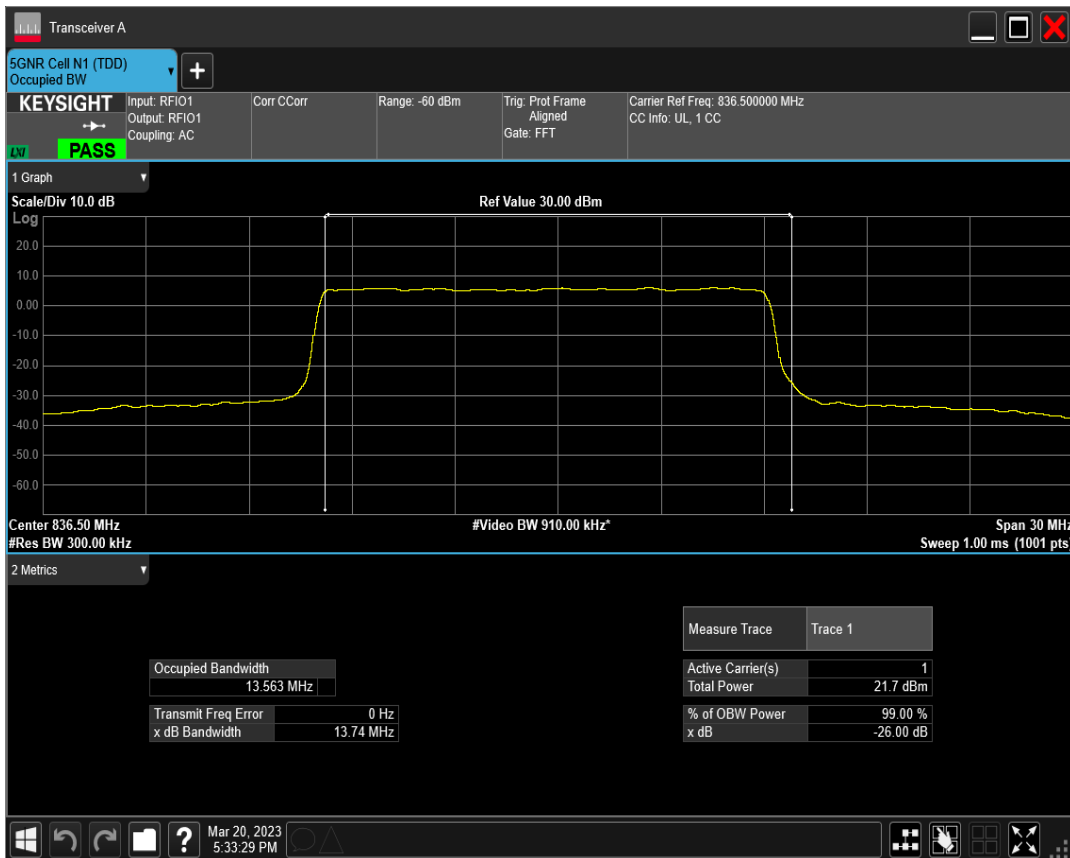 Transceiver A
5GNR Cell N1 (TDD)
Occupied BW
KEYSIGHT
LXI
PASS
Input: RFIO1
Output: RFIO1
Coupling: AC
Corr CCorr
Range: -60 dBm
Trig: Prot Frame
Aligned
Gate: FFT
Carrier Ref Freq: 836.500000 MHz
CC Info: UL, 1 CC
1 Graph
Scale/Div 10.0 dB
Ref Value 30.00 dBm
Log
20.0
10.0
0.00
-10.0
-20.0
-30.0
-40.0
-50.0
-60.0
Center 836.50 MHz
#Video BW 910.00 kHz*
Span 30 MHz
#Res BW 300.00 kHz
Sweep 1.00 ms (1001 pts)
2 Metrics
Measure Trace Trace 1
Occupied Bandwidth
13.563 MHz
Active Carrier(s) 1
Total Power 21.7 dBm
Transmit Freq Error 0 Hz
x dB Bandwidth 13.74 MHz
% of OBW Power 99.00 %
x dB -26.00 dB
?
Mar 20, 2023
5:33:29 PM